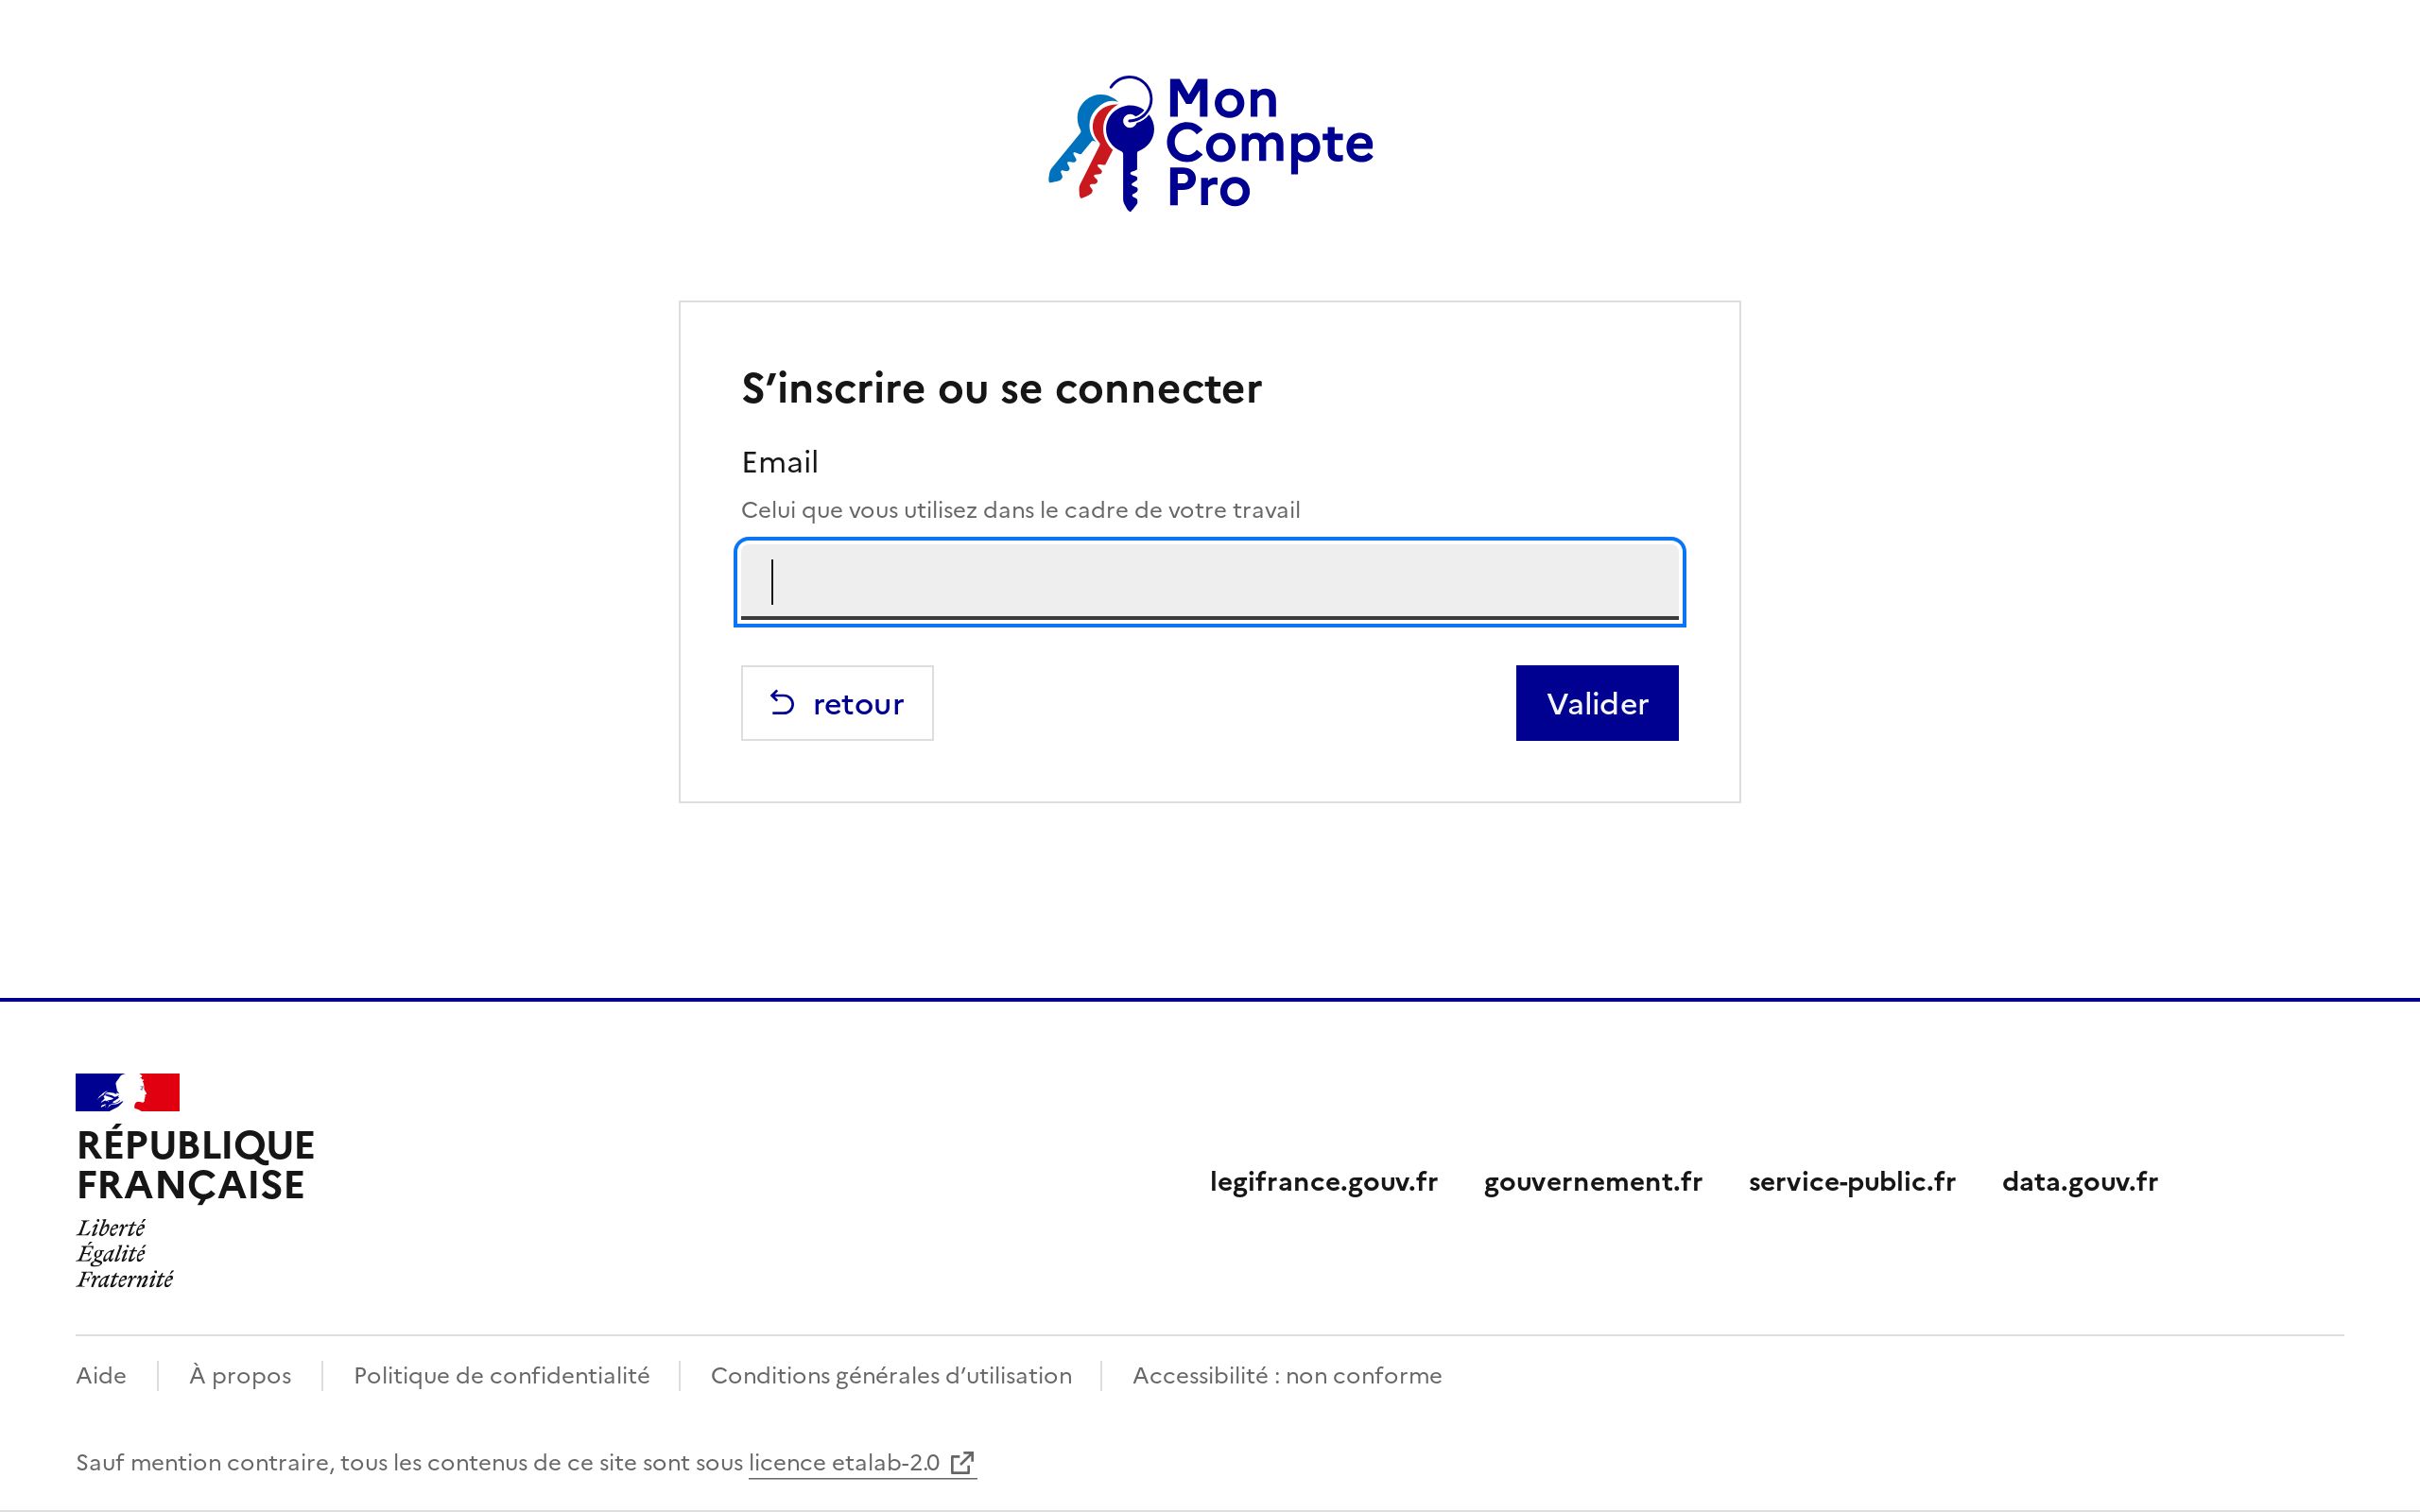 Mon
Compte
Pro
S’inscrire ou se connecter
Email
Celui que vous utilisez dans le cadre de votre travail
retour
Valider
RÉPUBLIQUE
FRANÇAISE
Liberté
Égalité
Fraternité
legifrance.gouv.fr gouvernement.fr service-public.fr data.gouv.fr
Aide À propos Politique de confidentialité Conditions générales d’utilisation Accessibilité : non conforme
Sauf mention contraire, tous les contenus de ce site sont sous licence etalab-2.0